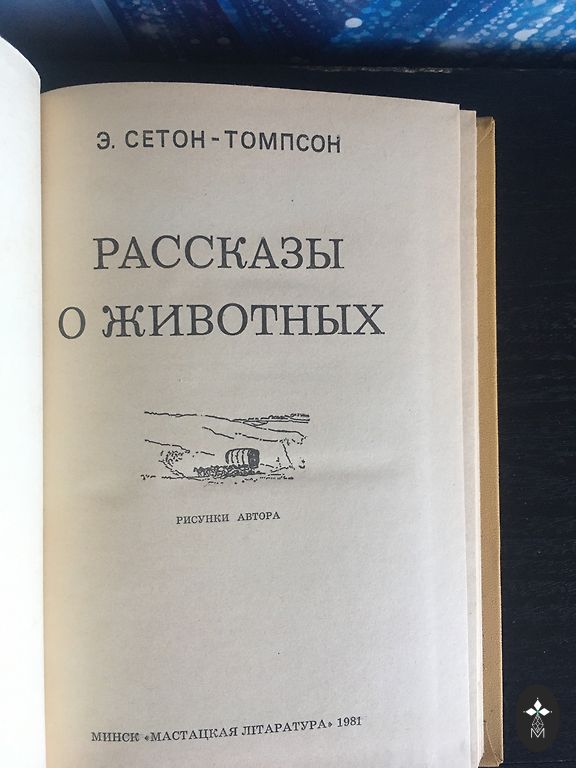 Э. СЕТОН-ТОМПСОН
РАССКАЗЫ
О ЖИВОТНЫХ
РИСУНКИ АВТОРА
МИНСК «МАСТАЦКАЯ ЛІТАРАТУРА» 1981
М